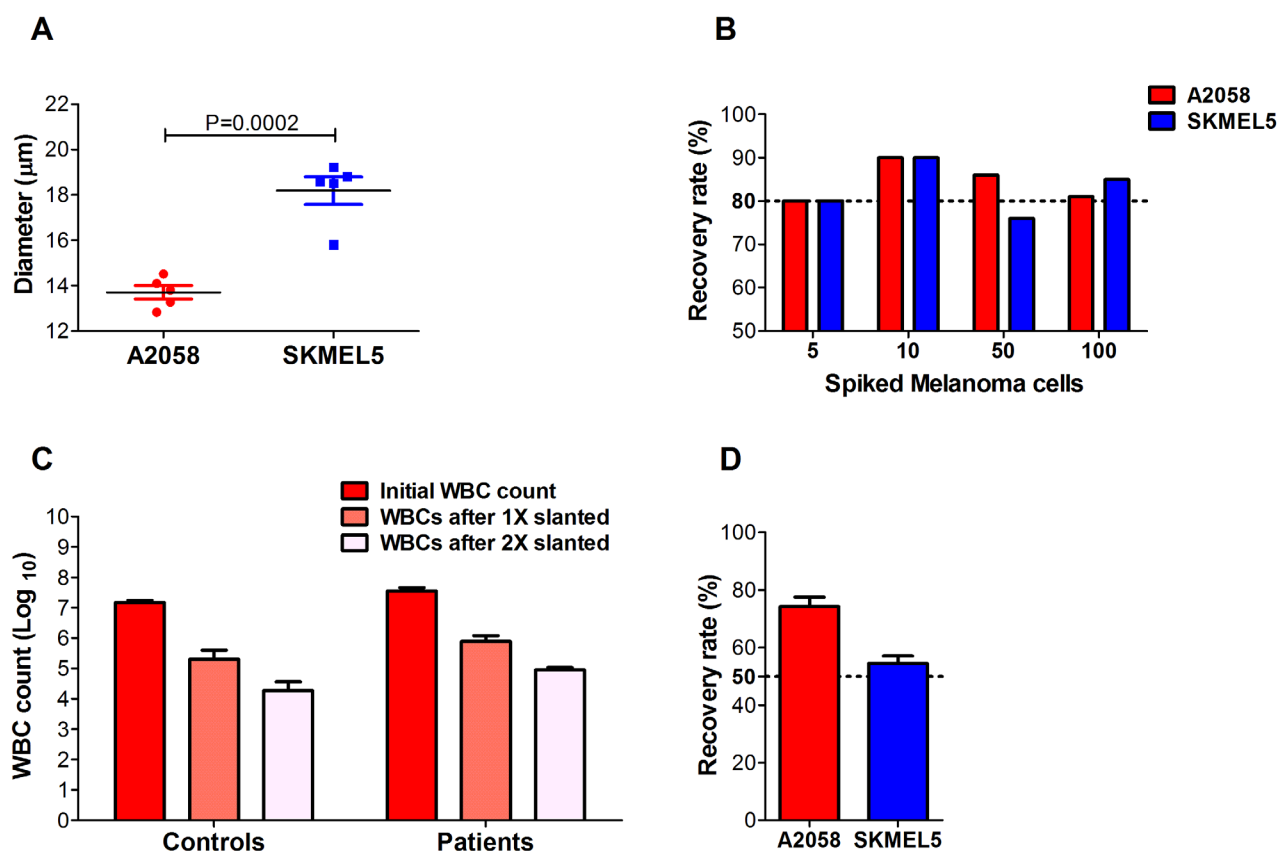 A
Diameter (µm)
22
20
18
16
14
12
P=0.0002
A2058
SKMEL5
B
A2058
SKMEL5
Recovery rate (%)
100
90
80
70
60
50
5
10
50
100
Spiked Melanoma cells
C
Initial WBC count
WBCs after 1X slanted
WBCs after 2X slanted
WBC count (Log 10)
10
9
8
7
6
5
4
3
2
1
0
Controls
Patients
D
Recovery rate (%)
100
80
60
50
40
20
0
A2058
SKMEL5